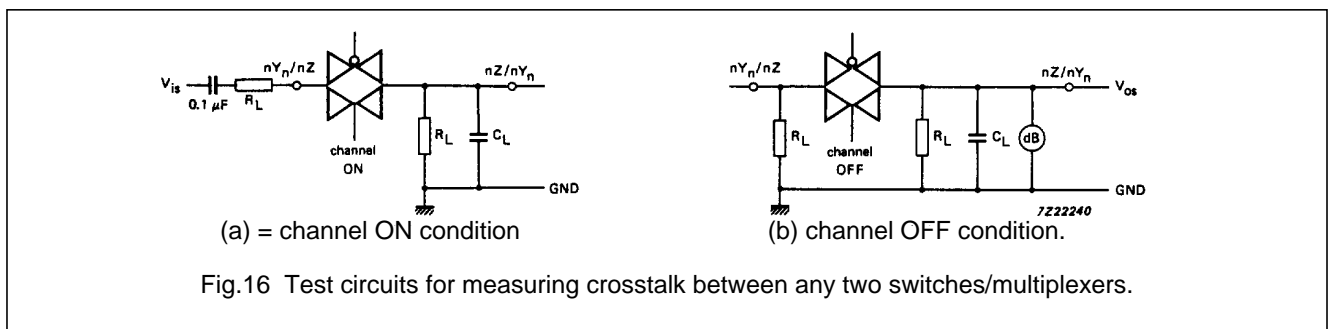 V_is
0.1 µF
R_L
nY_n/nZ
channel
ON
R_L
C_L
nZ/nY_n
GND
(a) = channel ON condition
nY_n/nZ
R_L
channel
OFF
R_L
C_L
dB
nZ/nY_n
V_os
GND
7Z22240
(b) channel OFF condition.
Fig.16 Test circuits for measuring crosstalk between any two switches/multiplexers.